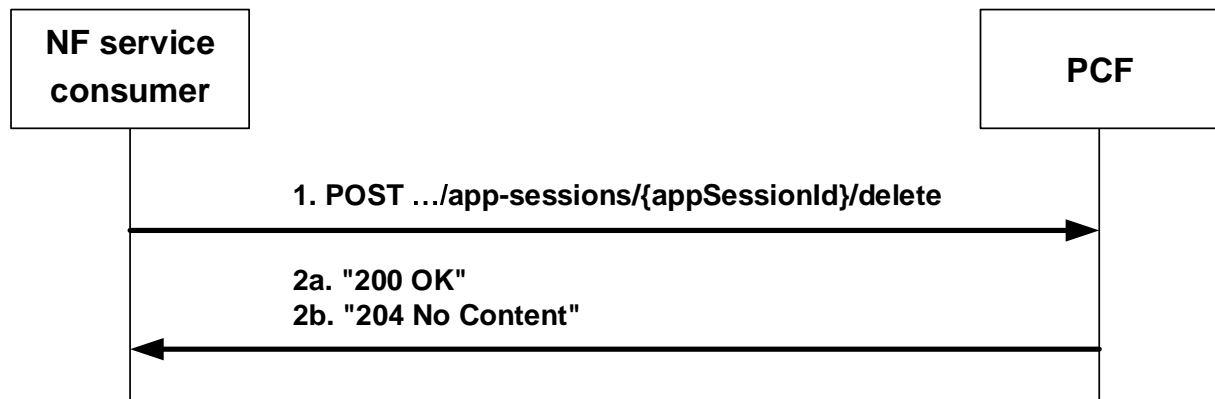 NF service
consumer
PCF
1. POST …/app-sessions/{appSessionId}/delete
2a. "200 OK"
2b. "204 No Content"